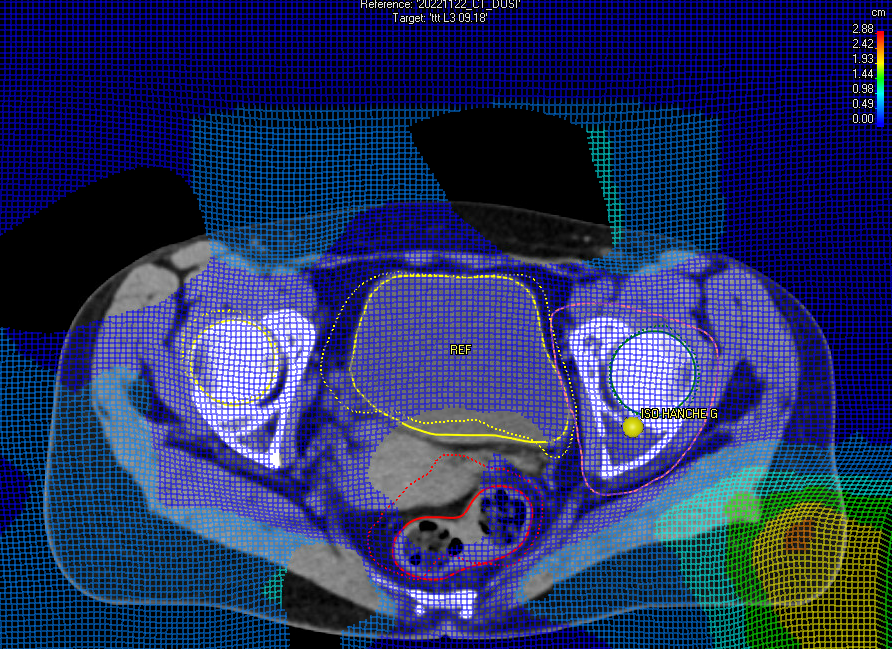 Reference: '20221122_CT_DOSI'
Target: 'ttt L3 09.18'
cm
2.88
2.42
1.93
1.44
0.98
0.49
0.00
REF
ISO HANCHE G